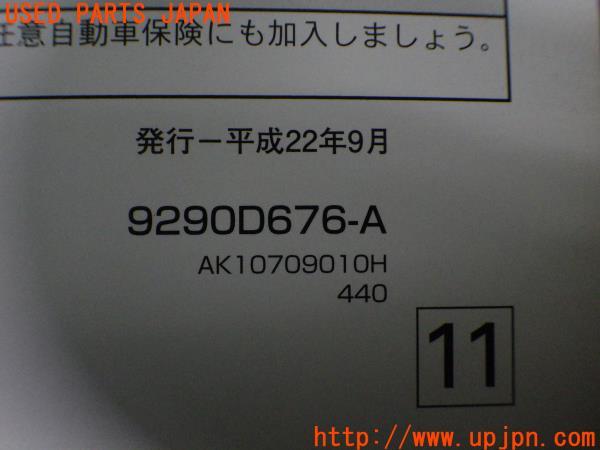 USED PARTS JAPAN
意自動車保険にも加入しましょう。
発行ー平成22年9月
9290D676-A
AK10709010H
440
11
http://www.upjpn.com